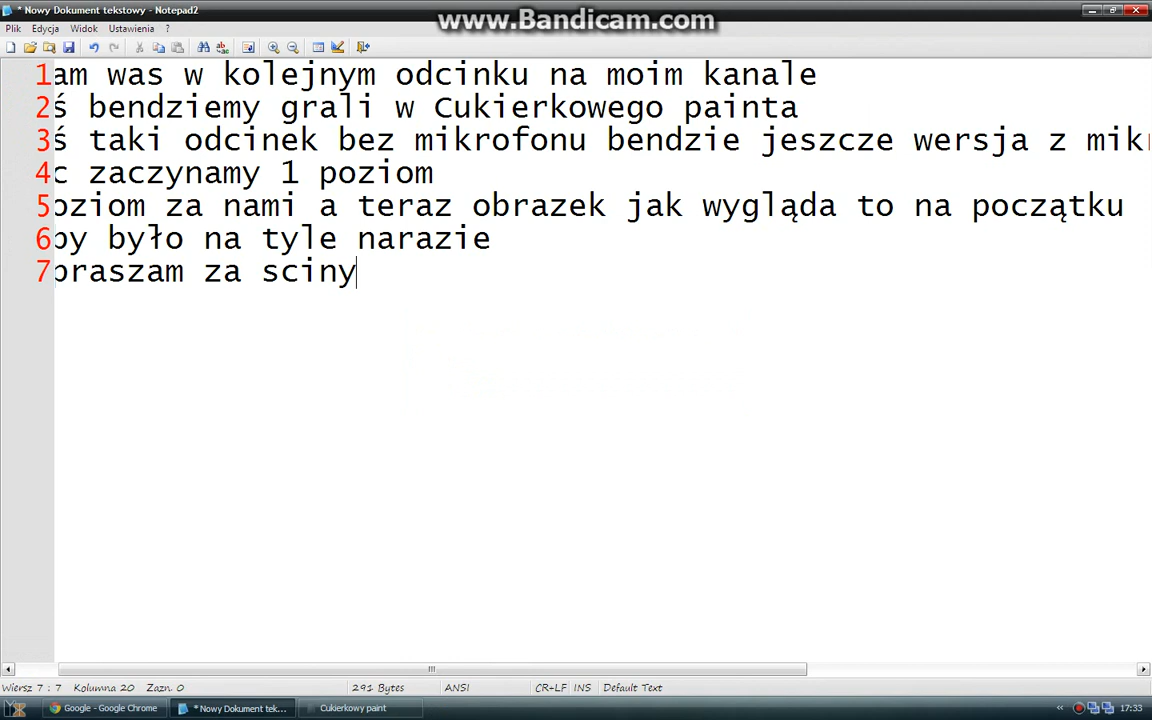 * Nowy Dokument tekstowy - Notepad2
www.Bandicam.com
Plik Edycja Widok Ustawienia ?
1am was w kolejnym odcinku na moim kanale
2ś bendziemy grali w Cukierkowego painta
3ś taki odcinek bez mikrofonu bendzie jeszcze wersja z mik
4c zaczynamy 1 poziom
5oziom za nami a teraz obrazek jak wygląda to na początku
6by było na tyle narazie
7praszam za sciny
Wiersz 7 : 7 Kolumna 20 Zazn. 0 291 Bytes ANSI CR+LF INS Default Text
Google - Google Chrome * Nowy Dokument tek... Cukierkowy paint 17:33